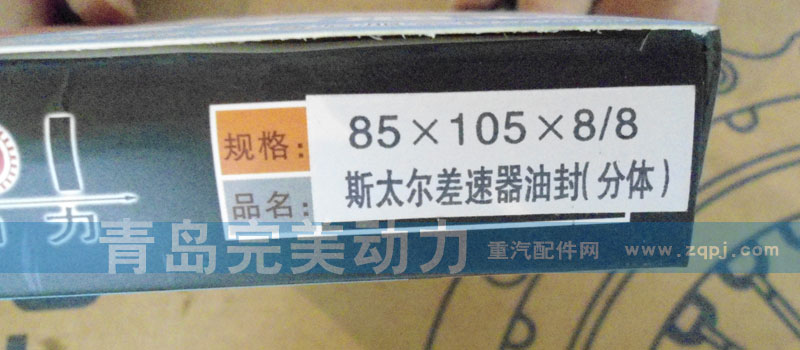 规格： 85×105×8/8
品名： 斯太尔差速器油封(分体)
力
青岛完美动力 重汽配件网 www.zqpj.com